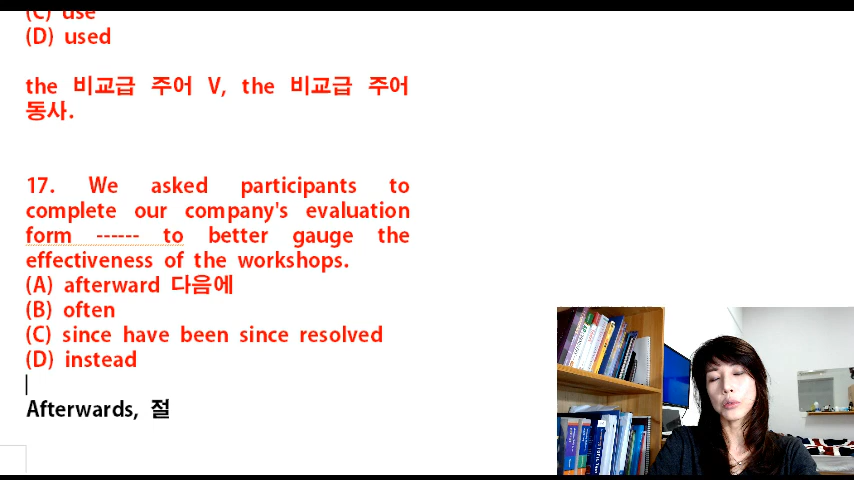 (C) use
(D) used
the 비교급 주어 V, the 비교급 주어
동사.
17. We asked participants to
complete our company's evaluation
form ------ to better gauge the
effectiveness of the workshops.
(A) afterward 다음에
(B) often
(C) since have been since resolved
(D) instead
Afterwards, 절